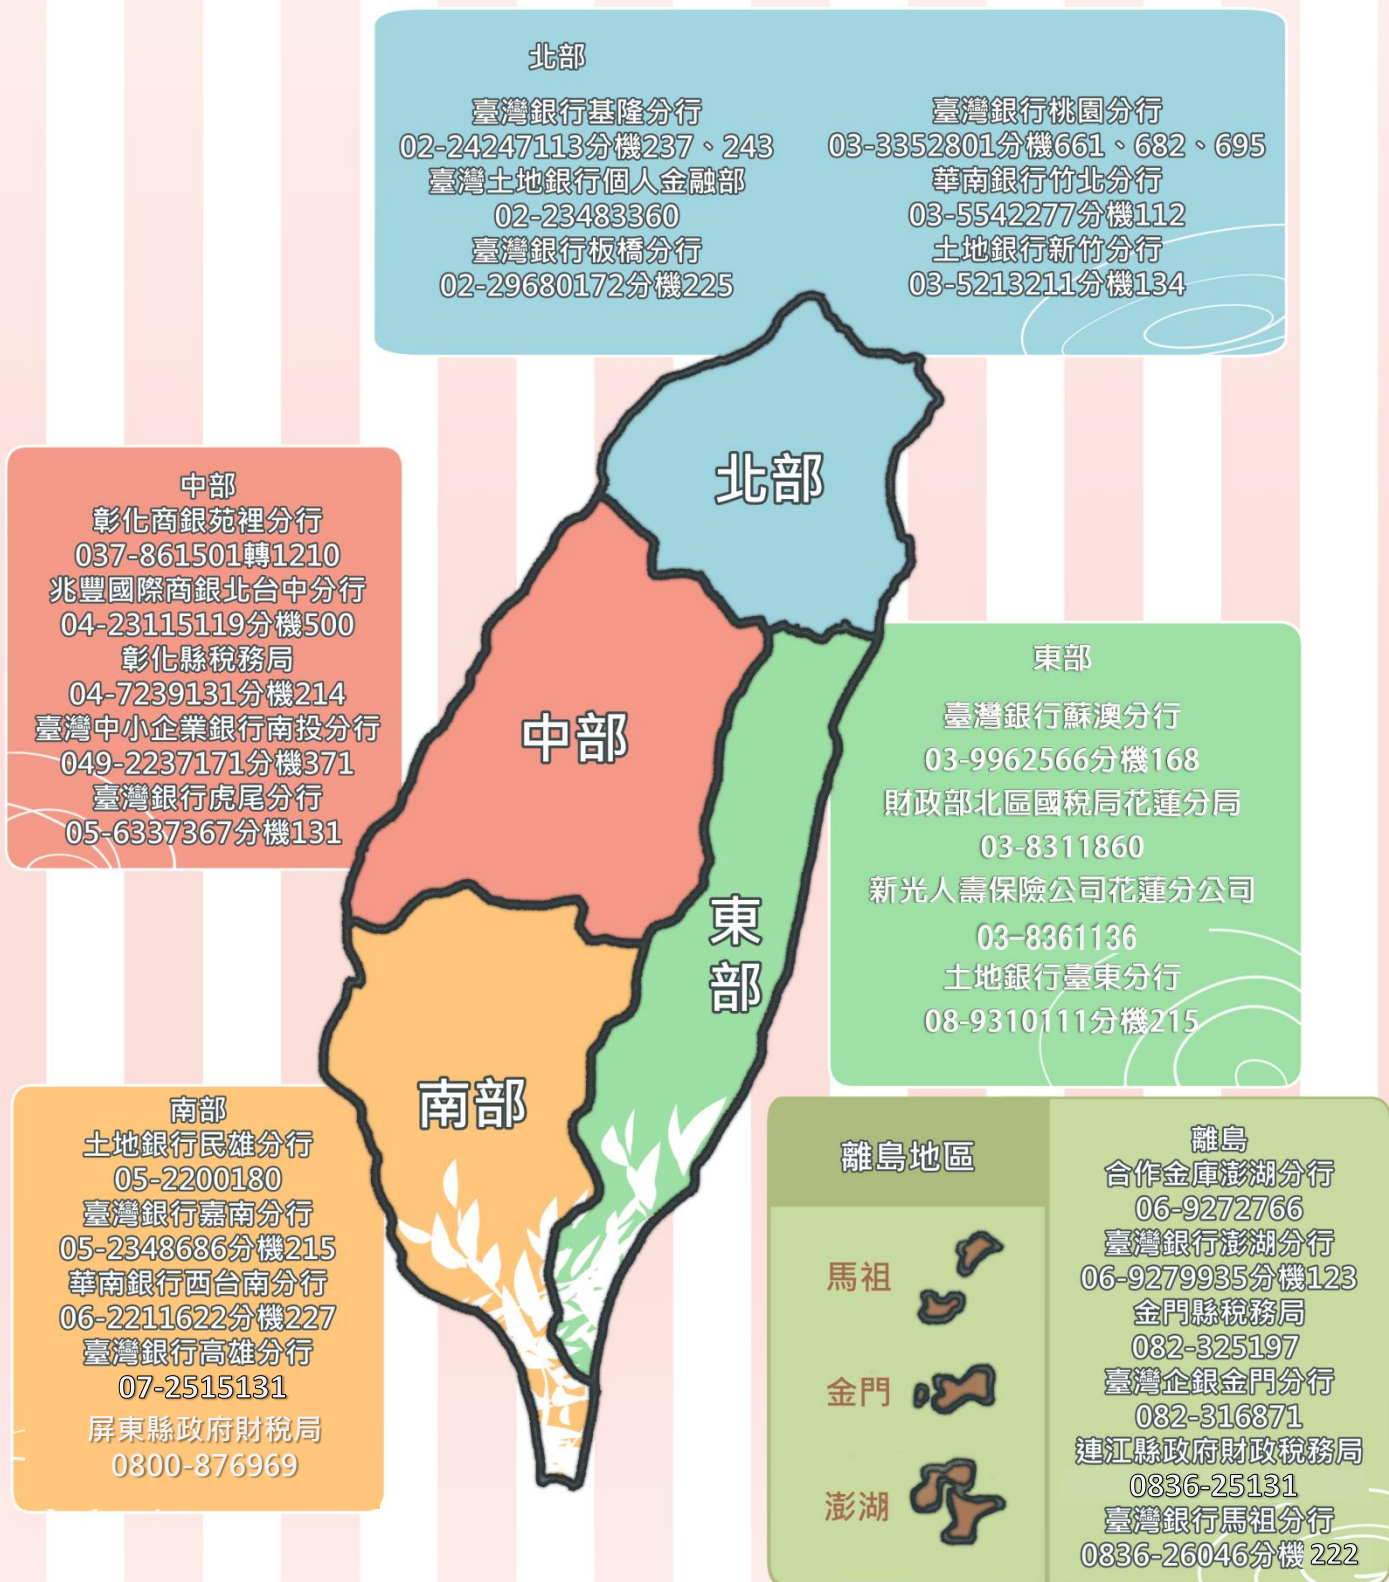 北部
臺灣銀行基隆分行
02-24247113分機237、243
臺灣土地銀行個人金融部
02-23483360
臺灣銀行板橋分行
02-29680172分機225
臺灣銀行桃園分行
03-3352801分機661、682、695
華南銀行竹北分行
03-5542277分機112
土地銀行新竹分行
03-5213211分機134
北部
中部
彰化商銀苑裡分行
037-861501轉1210
兆豐國際商銀北台中分行
04-23115119分機500
彰化縣稅務局
04-7239131分機214
臺灣中小企業銀行南投分行
049-2237171分機371
臺灣銀行虎尾分行
05-6337367分機131
中部
東部
臺灣銀行蘇澳分行
03-9962566分機168
財政部北區國稅局花蓮分局
03-8311860
新光人壽保險公司花蓮分公司
03-8361136
土地銀行臺東分行
08-9310111分機215
東
部
南部
土地銀行民雄分行
05-2200180
臺灣銀行嘉南分行
05-2348686分機215
華南銀行西台南分行
06-2211622分機227
臺灣銀行高雄分行
07-2515131
屏東縣政府財稅局
0800-876969
南部
離島地區
馬祖
金門
澎湖
離島
合作金庫澎湖分行
06-9272766
臺灣銀行澎湖分行
06-9279935分機123
金門縣稅務局
082-325197
臺灣企銀金門分行
082-316871
連江縣政府財政稅務局
0836-25131
臺灣銀行馬祖分行
0836-26046分機222